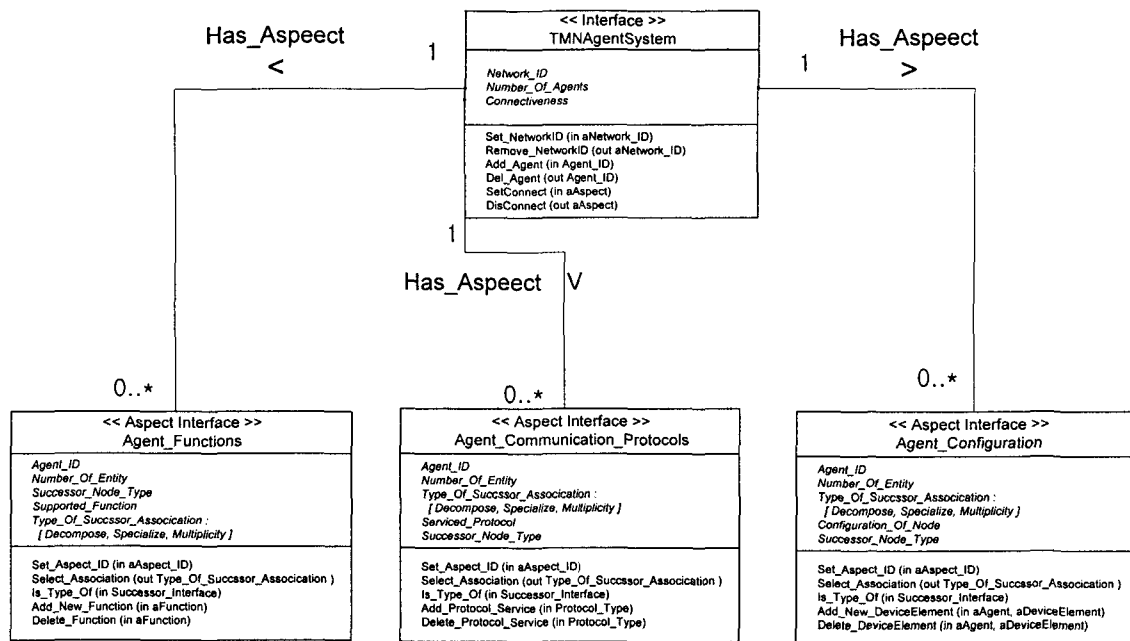 << Interface >>
TMNAgentSystem
Network_ID
Number_Of_Agents
Connectiveness
Set_NetworkID (in aNetwork_ID)
Remove_NetworkID (out aNetwork_ID)
Add_Agent (in Agent_ID)
Del_Agent (out Agent_ID)
SetConnect (in aAspect)
DisConnect (out aAspect)
Has_Aspeect
<
1
Has_Aspeect
1
>
1
Has_Aspeect V
0..*
0..*
0..*
<< Aspect Interface >>
Agent_Functions
Agent_ID
Number_Of_Entity
Successor_Node_Type
Supported_Function
Type_Of_Succssor_Assocication :
[ Decompose, Specialize, Multiplicity ]
Set_Aspect_ID (in aAspect_ID)
Select_Association (out Type_Of_Succssor_Assocication )
Is_Type_Of (in Successor_Interface)
Add_New_Function (in aFunction)
Delete_Function (in aFunction)
<< Aspect Interface >>
Agent_Communication_Protocols
Agent_ID
Number_Of_Entity
Type_Of_Succssor_Assocication :
[ Decompose, Specialize, Multiplicity ]
Serviced_Protocol
Successor_Node_Type
Set_Aspect_ID (in aAspect_ID)
Select_Association (out Type_Of_Succssor_Assocication )
Is_Type_Of (in Successor_Interface)
Add_Protocol_Service (in Protocol_Type)
Delete_Protocol_Service (in Protocol_Type)
<< Aspect Interface >>
Agent_Configuration
Agent_ID
Number_Of_Entity
Type_Of_Succssor_Assocication :
[ Decompose, Specialize, Multiplicity ]
Configuration_Of_Node
Successor_Node_Type
Set_Aspect_ID (in aAspect_ID)
Select_Association (out Type_Of_Succssor_Assocication )
Is_Type_Of (in Successor_Interface)
Add_New_DeviceElement (in aAgent, aDeviceElement)
Delete_DeviceElement (in aAgent, aDeviceElement)